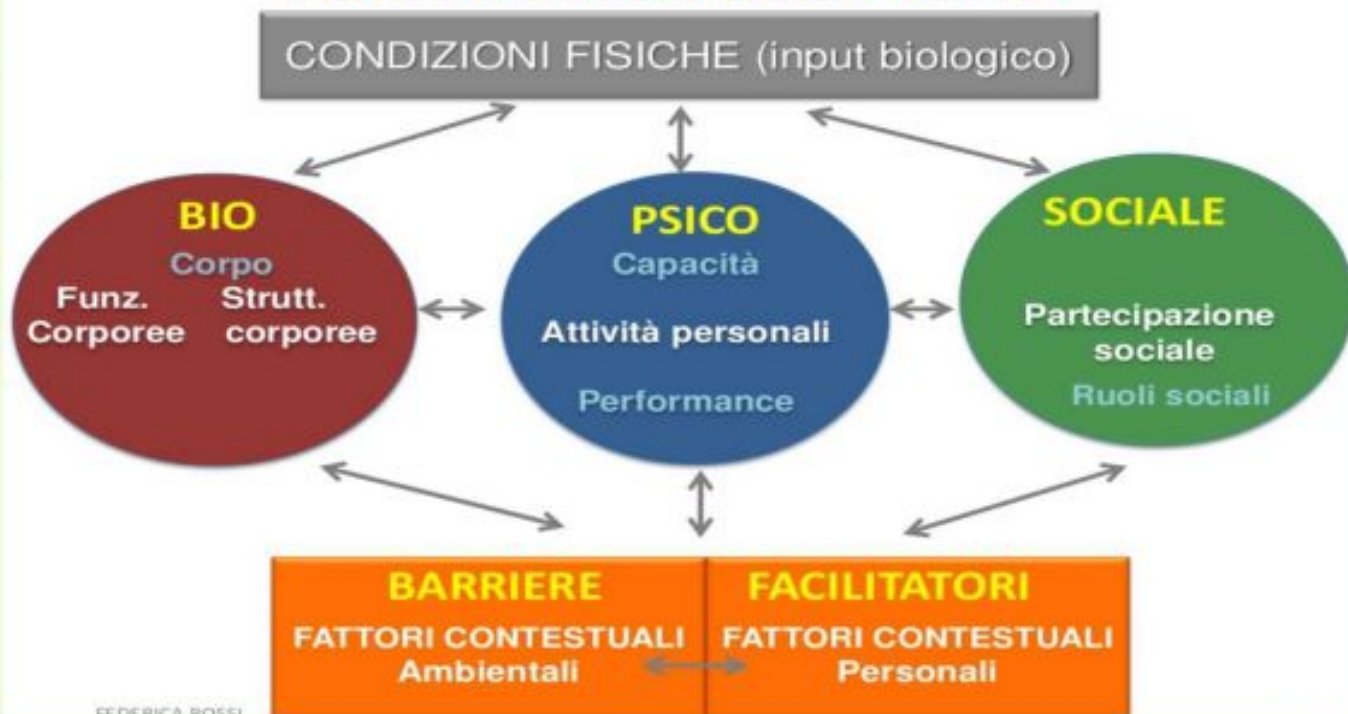 CONDIZIONI FISICHE (input biologico)
BIO
Corpo
Funz. Strutt.
Corporee corporee
PSICO
Capacità
Attività personali
Performance
SOCIALE
Partecipazione
sociale
Ruoli sociali
BARRIERE
FATTORI CONTESTUALI
Ambientali
FACILITATORI
FATTORI CONTESTUALI
Personali
FEDERICA ROSSI